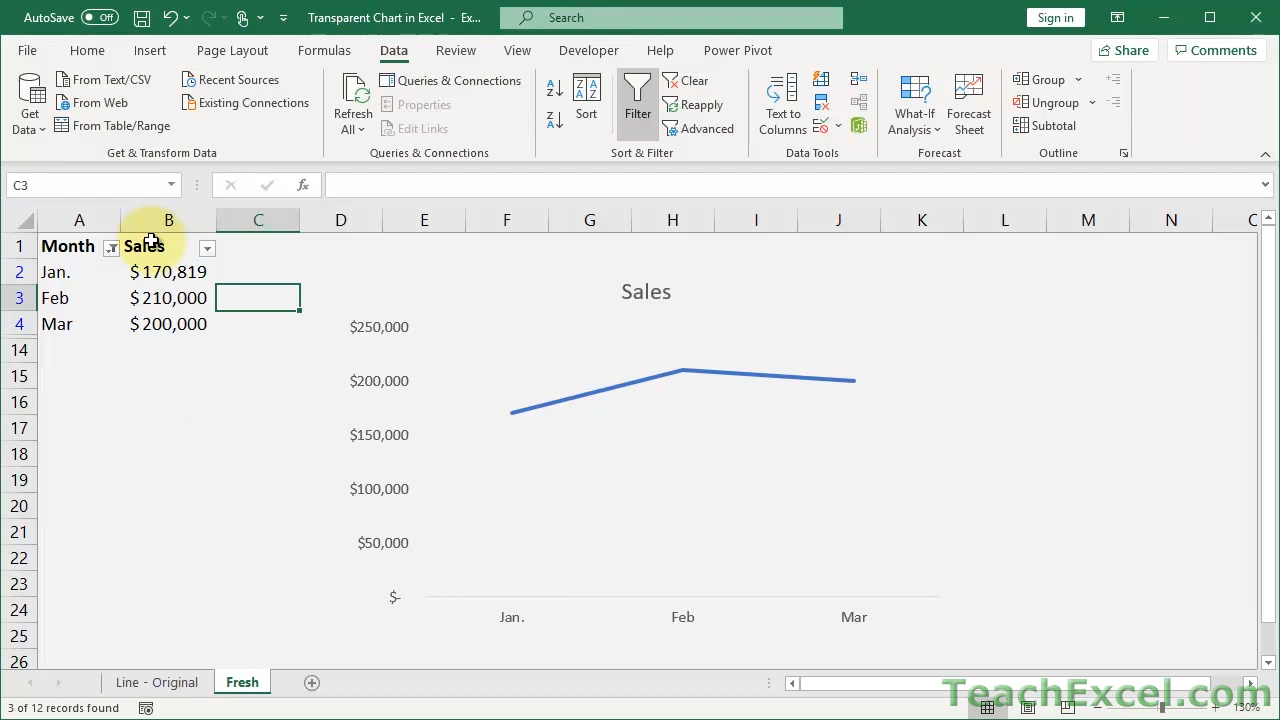 AutoSave Off Transparent Chart in Excel - Ex... Search Sign in
File Home Insert Page Layout Formulas Data Review View Developer Help Power Pivot Share Comments
From Text/CSV Recent Sources Queries & Connections Clear Group
From Web Existing Connections Properties Reapply Ungroup
From Table/Range Edit Links Advanced Subtotal
Get Data Refresh All Sort Filter Text to Columns What-If Analysis Forecast Sheet
Get & Transform Data Queries & Connections Sort & Filter Data Tools Forecast Outline
C3 fx
A B C D E F G H I J K L M N
1 Month Sales
2 Jan. $ 170,819
3 Feb $ 210,000
4 Mar $ 200,000
14
15
16
17
18
19
20
21
22
23
24
25
26
Sales
$250,000
$200,000
$150,000
$100,000
$50,000
$-
Jan. Feb Mar
Line - Original Fresh
TeachExcel.com
3 of 12 records found 130%